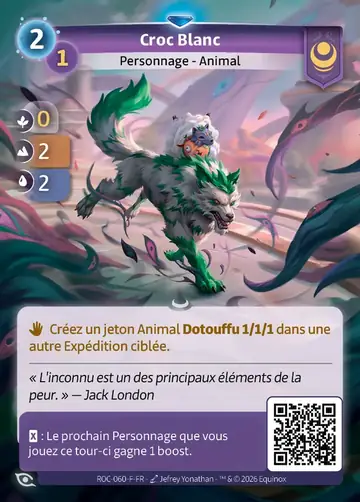 2
1
Croc Blanc
Personnage - Animal
0
2
2
Créez un jeton Animal Dotouffu 1/1/1 dans une
autre Expédition ciblée.
« L'inconnu est un des principaux éléments de la
peur. » — Jack London
X : Le prochain Personnage que vous
jouez ce tour-ci gagne 1 boost.
ROC-060-F-FR - Jefrey Yonathan - ™ & © 2026 Equinox